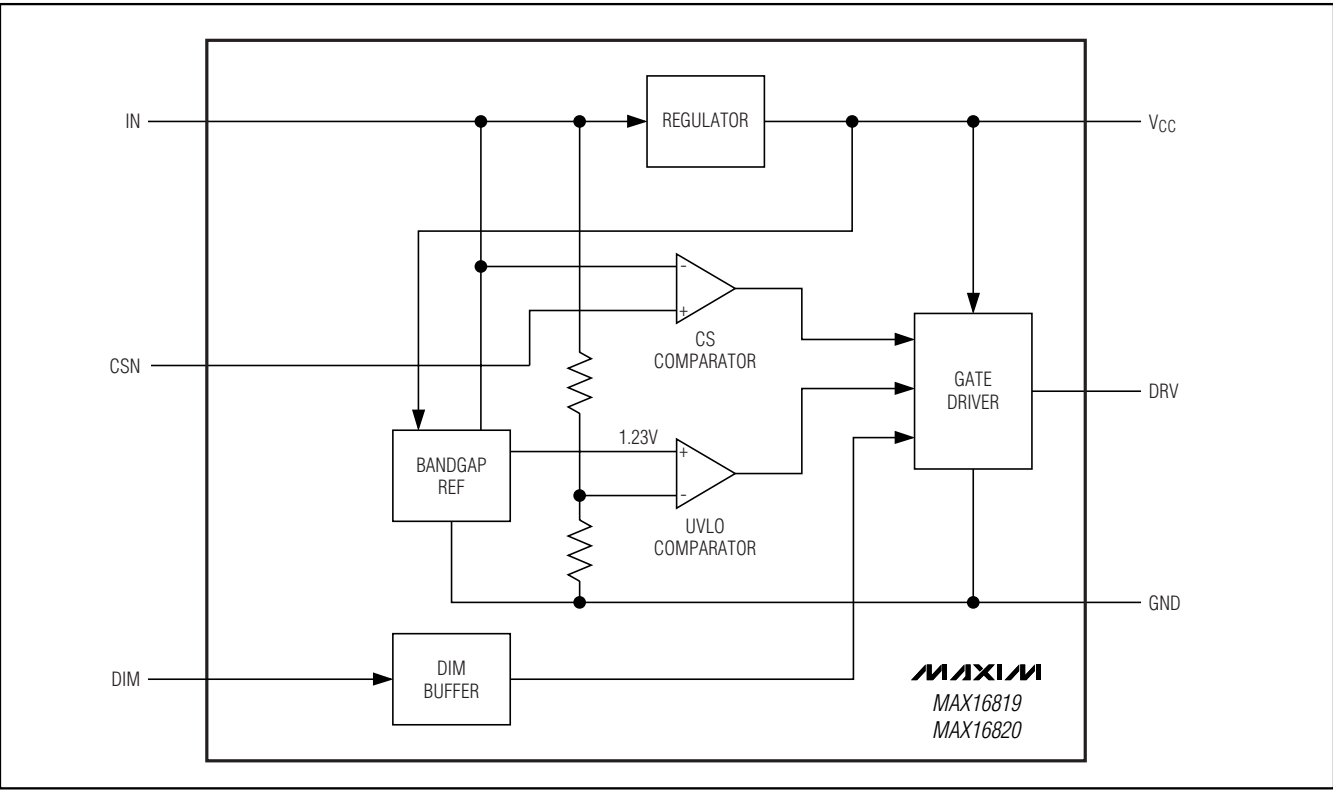 IN
REGULATOR
VCC
-
+
CS
COMPARATOR
CSN
GATE
DRIVER
DRV
1.23V
BANDGAP
REF
+
-
UVLO
COMPARATOR
GND
DIM
DIM
BUFFER
MAXIM
MAX16819
MAX16820